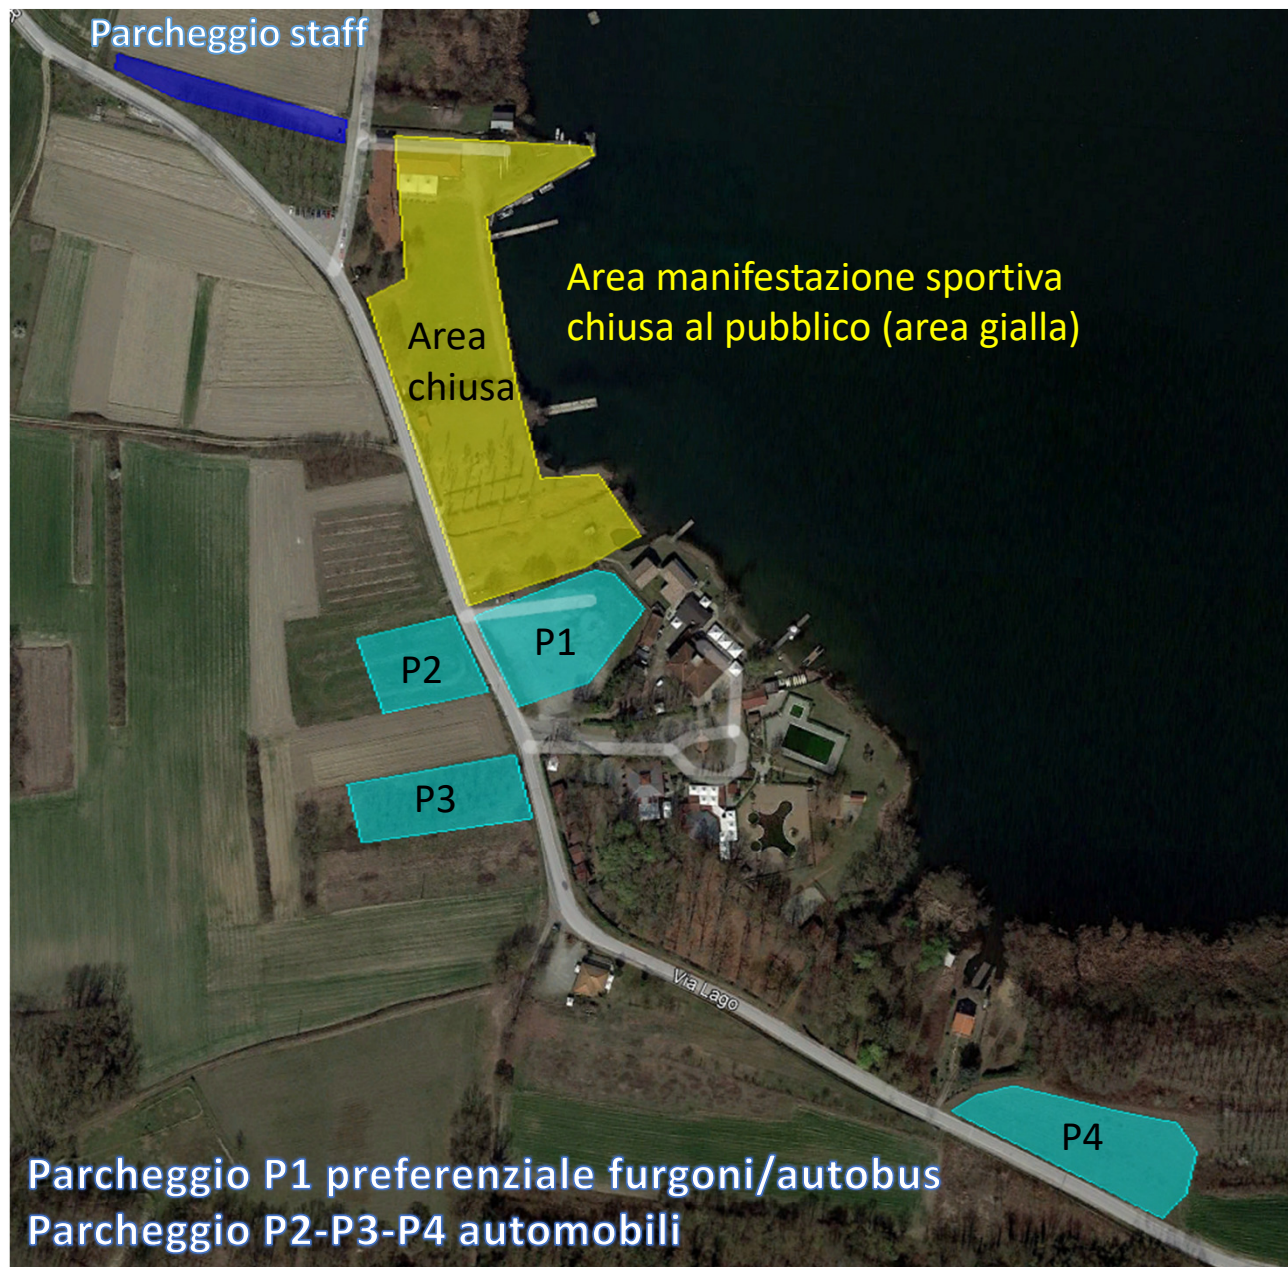 Parcheggio staff
Area manifestazione sportiva
chiusa al pubblico (area gialla)
Area
chiusa
P1
P2
P3
Via Lago
P4
Parcheggio P1 preferenziale furgoni/autobus
Parcheggio P2-P3-P4 automobili